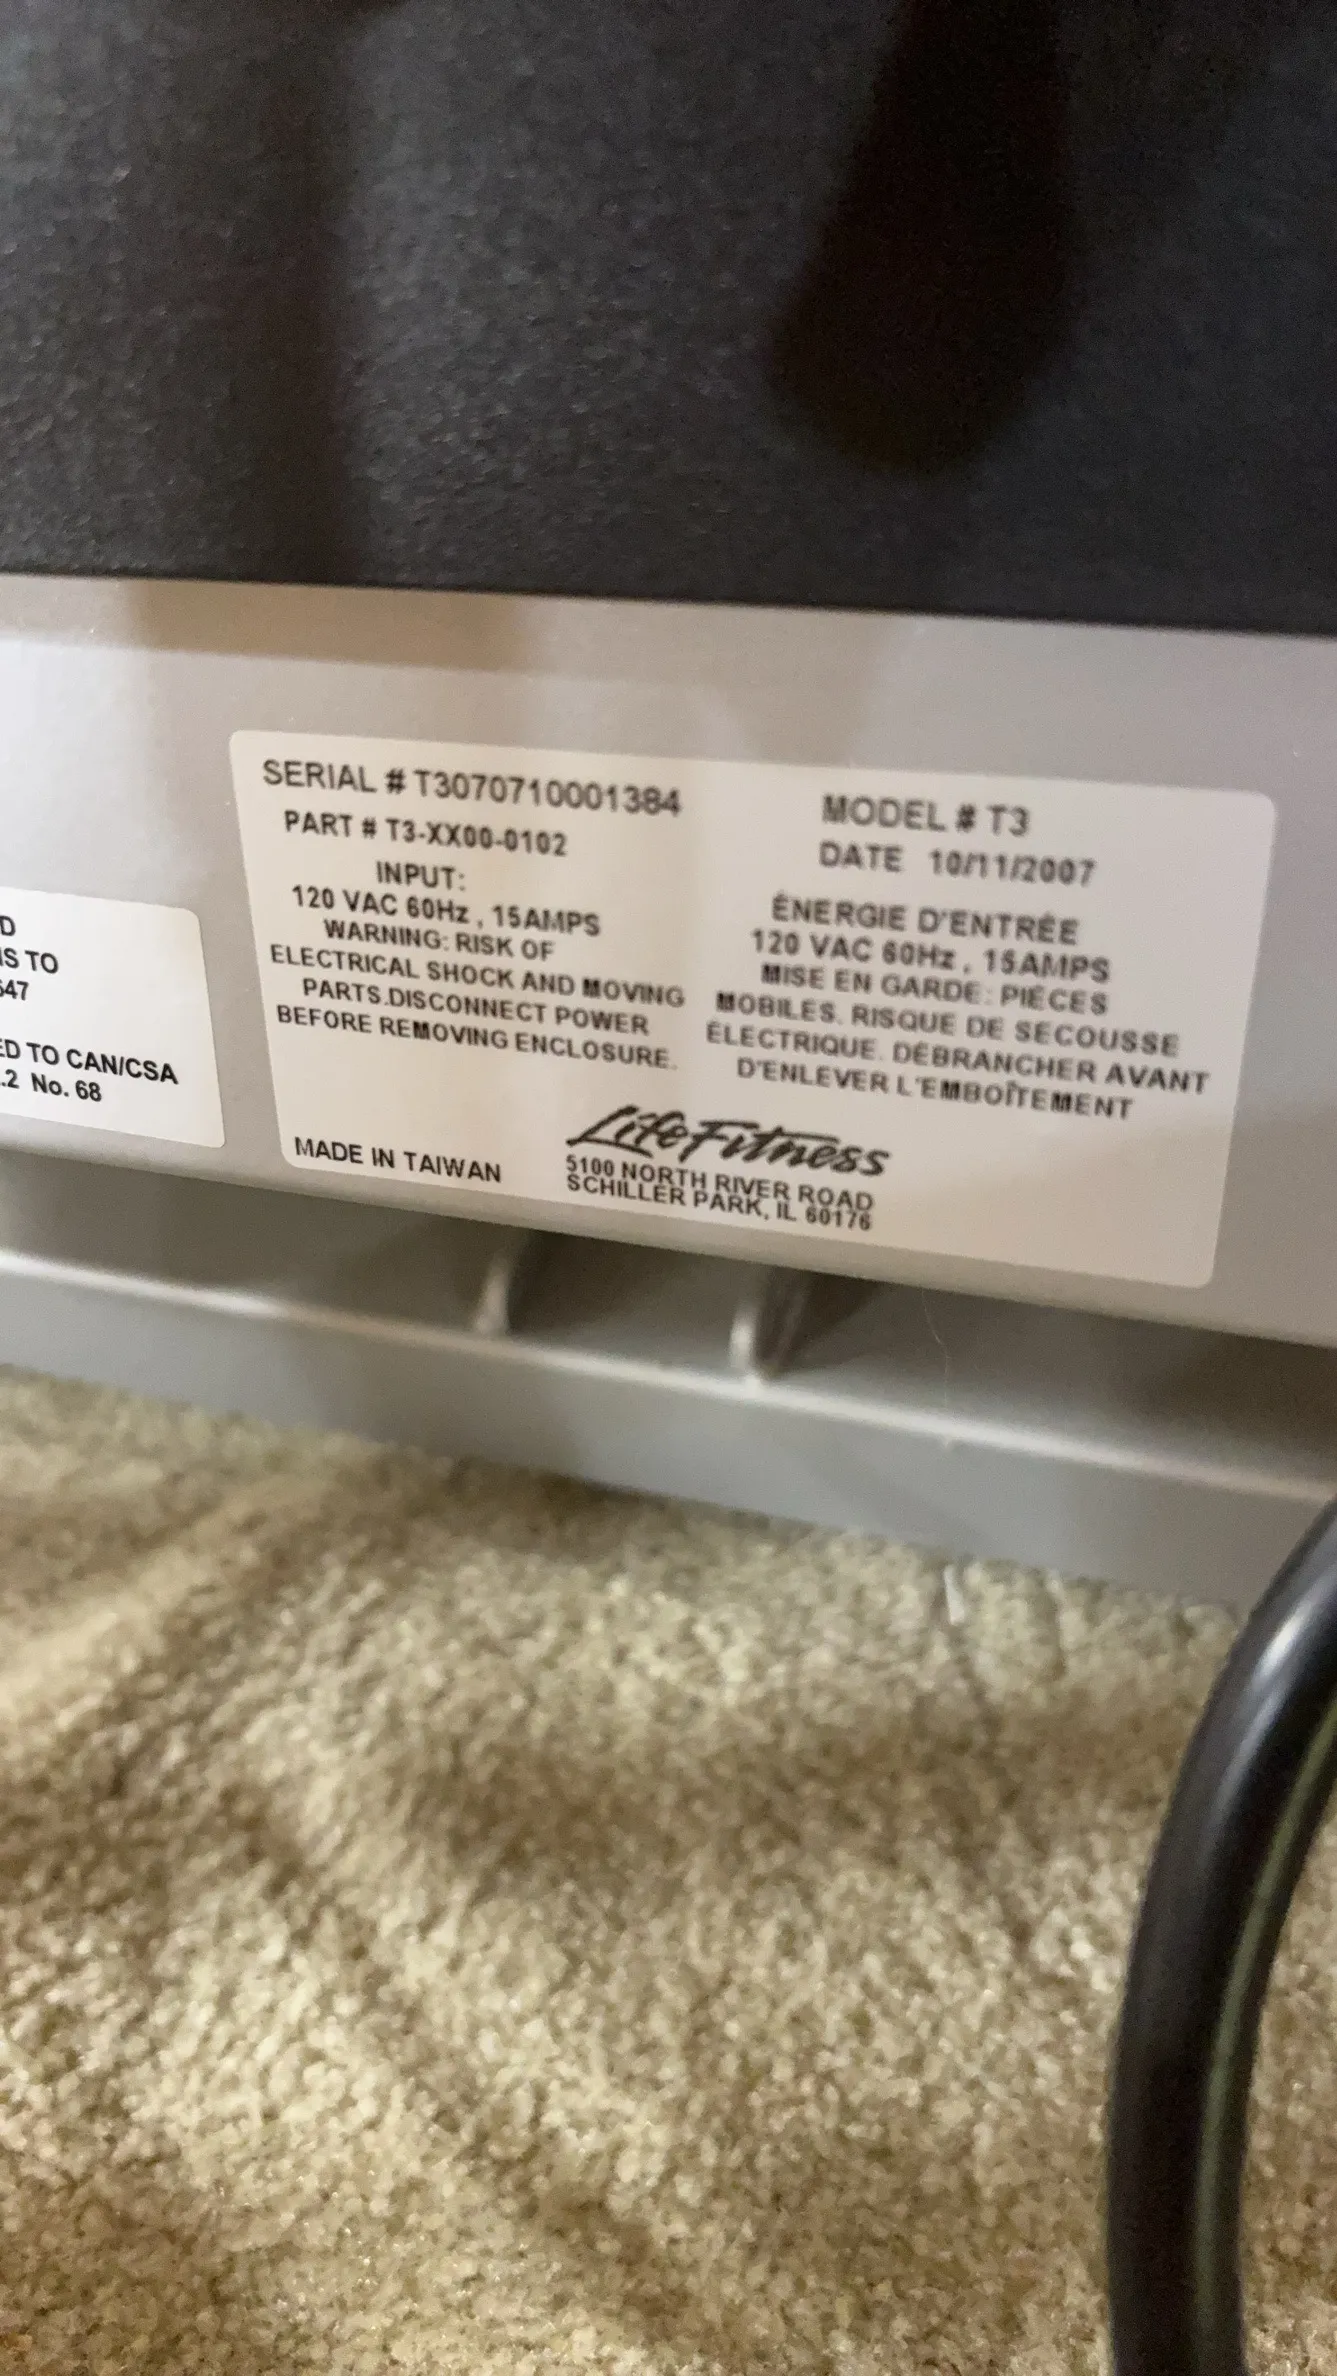 SERIAL # T3070710001384
PART # T3-XX00-0102
INPUT:
120 VAC 60Hz , 15AMPS
WARNING: RISK OF
ELECTRICAL SHOCK AND MOVING
PARTS.DISCONNECT POWER
BEFORE REMOVING ENCLOSURE.
MODEL # T3
DATE 10/11/2007
ÉNERGIE D'ENTRÉE
120 VAC 60Hz , 15AMPS
MISE EN GARDE: PIÈCES
MOBILES. RISQUE DE SECOUSSE
ÉLECTRIQUE. DÉBRANCHER AVANT
D'ENLEVER L'EMBOÎTEMENT
MADE IN TAIWAN
LifeFitness
5100 NORTH RIVER ROAD
SCHILLER PARK, IL 60176
D
IS TO
647
ED TO CAN/CSA
.2 No. 68